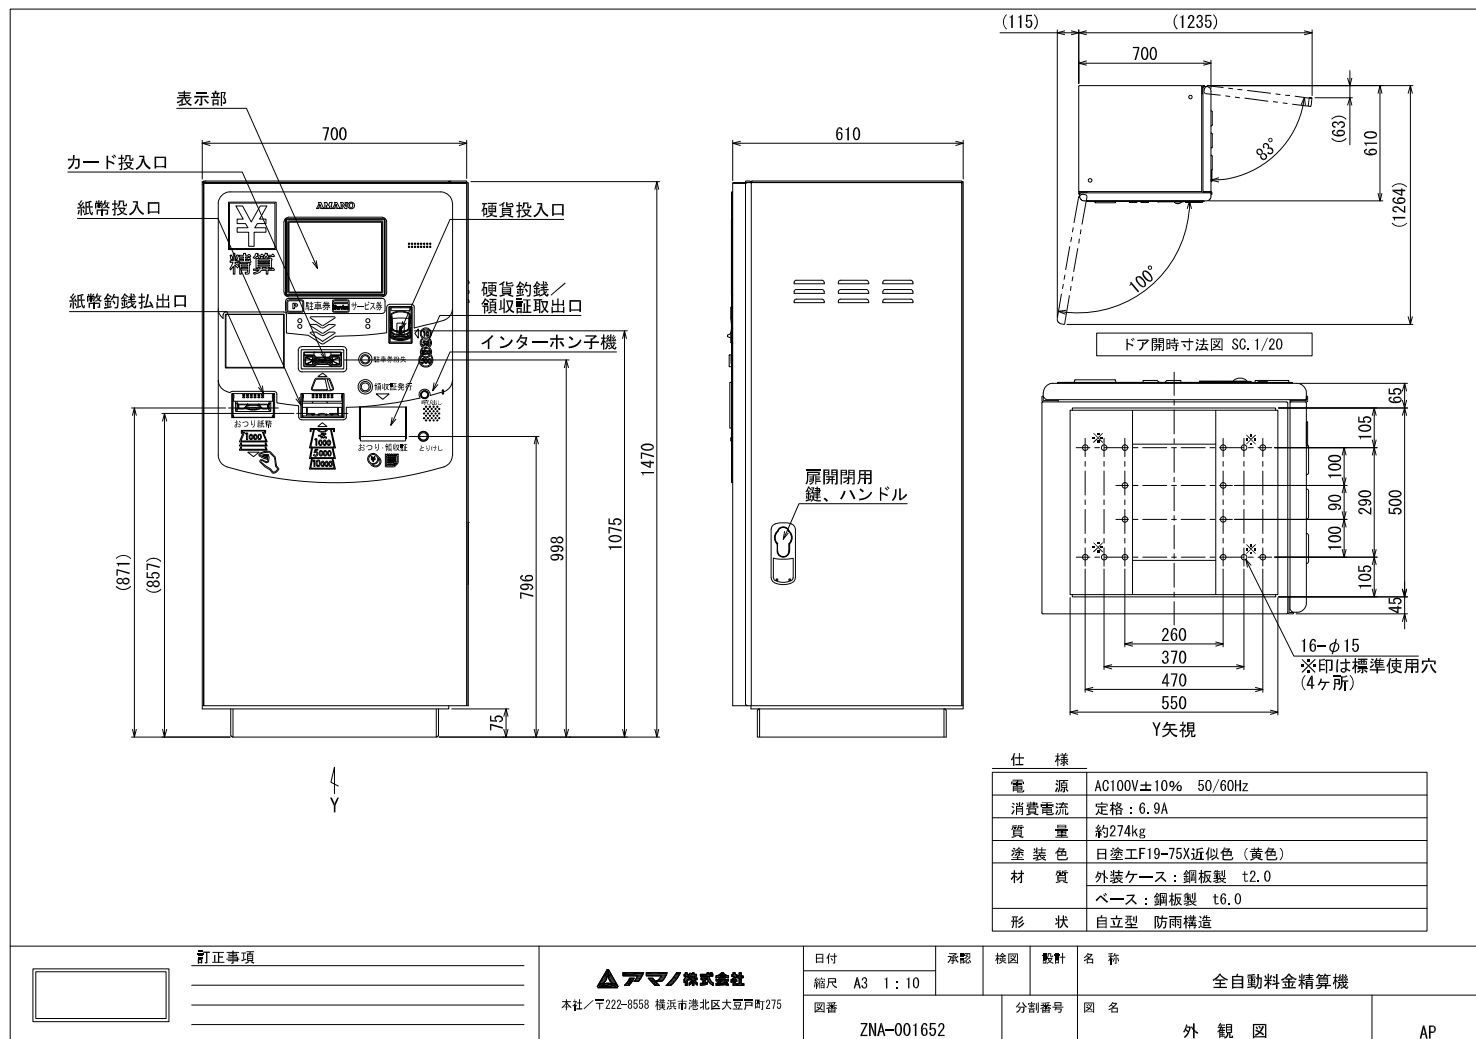 表示部
カード投入口
紙幣投入口
紙幣釣銭払出口
700
AMANO
精算
P 駐車券 サービス券
駐車券紛失
領収証発行
よびだし
おつり紙幣
おつり・領収証
とりけし
1000
1000
5000
10000
硬貨投入口
硬貨釣銭／
領収証取出口
インターホン子機
(871)
(857)
75
796
998
1075
1470
Y
610
扉開閉用
鍵、ハンドル
(115)
(1235)
700
83°
100°
(63)
610
(1264)
ドア開時寸法図 SC.1/20
※
※
※
※
65
105
100
90
100
290
500
105
45
260
370
470
550
16-φ15
※印は標準使用穴
(4ヶ所)
Y矢視
仕 様
電 源 AC100V±10% 50/60Hz
消費電流 定格：6.9A
質 量 約274kg
塗装色 日塗工F19-75X近似色（黄色）
材 質 外装ケース：鋼板製 t2.0
ベース：鋼板製 t6.0
形 状 自立型 防雨構造
訂正事項
アマノ株式会社
本社／〒222-8558 横浜市港北区大豆戸町275
日付 承認 検図 設計 名 称
縮尺 A3 1：10
全自動料金精算機
図番 分割番号 図 名
ZNA-001652 外 観 図 AP